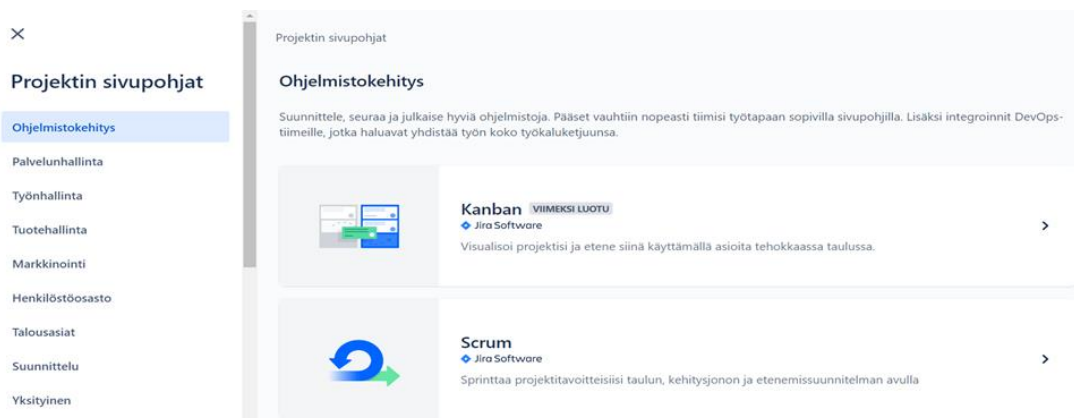 Projektin sivupohjat
Ohjelmistokehitys
Palvelunhallinta
Työnhallinta
Tuotehallinta
Markkinointi
Henkilöstöosasto
Talousasiat
Suunnittelu
Yksityinen
Projektin sivupohjat
Ohjelmistokehitys
Suunnittele, seuraa ja julkaise hyviä ohjelmistoja. Pääset vauhtiin nopeasti tiimisi työtapaan sopivilla sivupohjilla. Lisäksi integroinnit DevOps-
tiimeille, jotka haluavat yhdistää työn koko työkaluketjuunsa.
Kanban VIIMEKSI LUOTU
Jira Software
Visualisoi projektisi ja etene siinä käyttämällä asioita tehokkaassa taulussa.
Scrum
Jira Software
Sprinttaa projektitavoitteisiisi taulun, kehitysjonon ja etenemissuunnitelman avulla